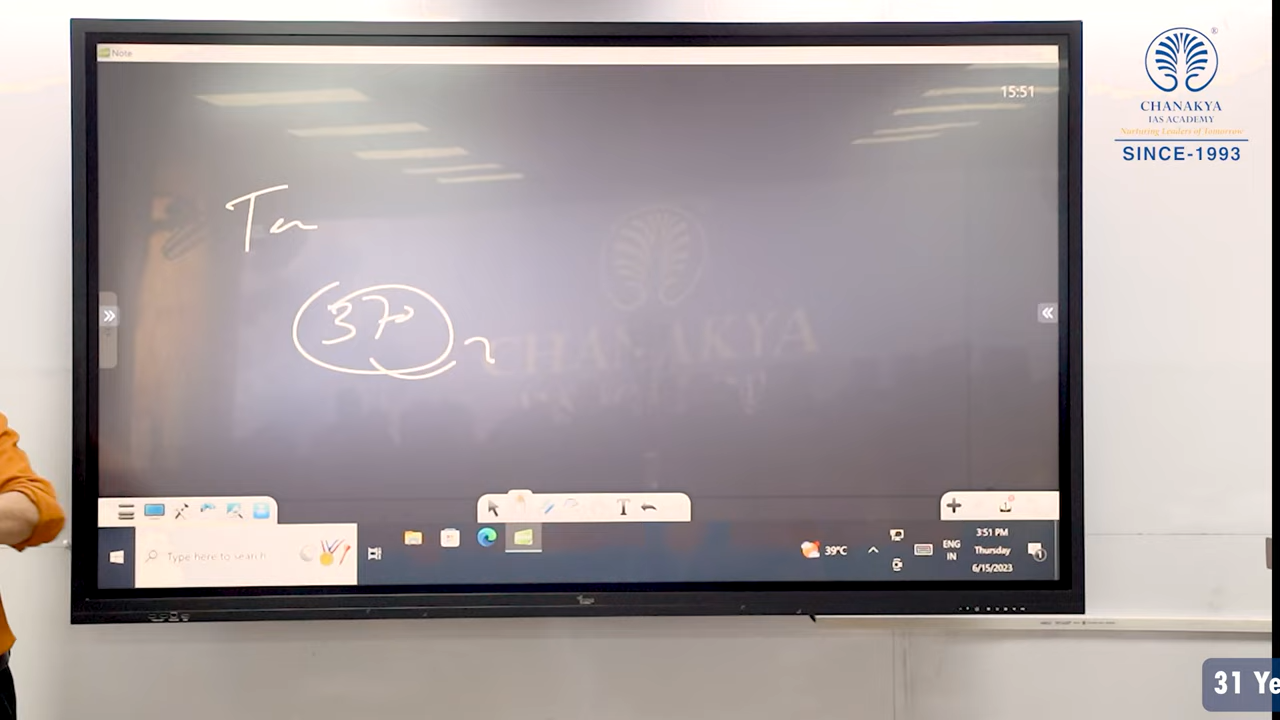 Note
15:51
CHANAKYA
IAS ACADEMY
Nurturing Leaders of Tomorrow
SINCE-1993
370
CHANAKYA
Type here to search
39°C
ENG
IN
3:51 PM
Thursday
6/15/2023
31 Ye